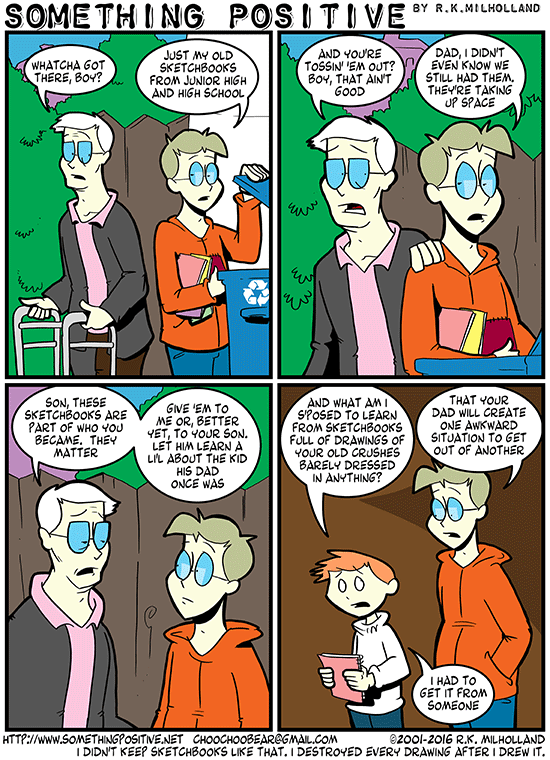 SOMETHING POSITIVE BY R.K.MILHOLLAND
WHATCHA GOT
THERE, BOY?
JUST MY OLD
SKETCHBOOKS
FROM JUNIOR HIGH
AND HIGH SCHOOL
AND YOU'RE
TOSSIN' 'EM OUT?
BOY, THAT AIN'T
GOOD
DAD, I DIDN'T
EVEN KNOW WE
STILL HAD THEM.
THEY'RE TAKING
UP SPACE
SON, THESE
SKETCHBOOKS ARE
PART OF WHO YOU
BECAME. THEY
MATTER
GIVE 'EM TO
ME OR, BETTER
YET, TO YOUR SON.
LET HIM LEARN A
LI'L ABOUT THE KID
HIS DAD
ONCE WAS
AND WHAT AM I
S'POSED TO LEARN
FROM SKETCHBOOKS
FULL OF DRAWINGS OF
YOUR OLD CRUSHES
BARELY DRESSED
IN ANYTHING?
THAT YOUR
DAD WILL CREATE
ONE AWKWARD
SITUATION TO GET
OUT OF ANOTHER
I HAD TO
GET IT FROM
SOMEONE
HTTP://WWW.SOMETHINGPOSITIVE.NET CHOOCHOOBEAR@GMAIL.COM ©2001-2016 R.K. MILHOLLAND
I DIDN'T KEEP SKETCHBOOKS LIKE THAT. I DESTROYED EVERY DRAWING AFTER I DREW IT.